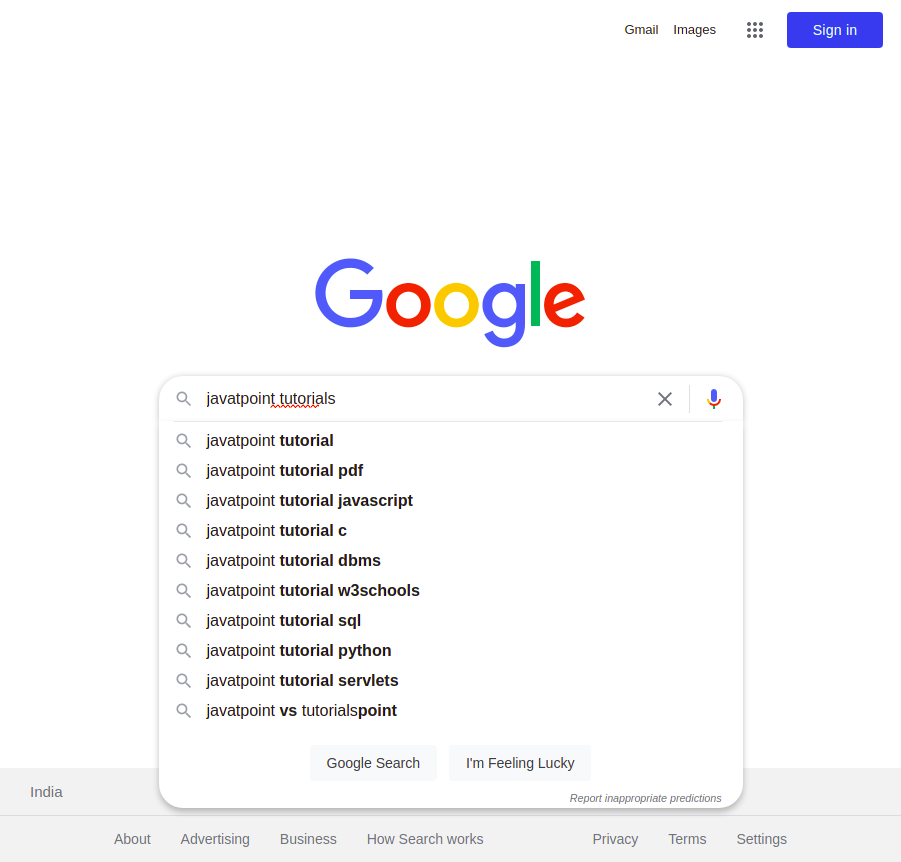 Gmail Images Sign in
Google
javatpoint tutorials
javatpoint tutorial
javatpoint tutorial pdf
javatpoint tutorial javascript
javatpoint tutorial c
javatpoint tutorial dbms
javatpoint tutorial w3schools
javatpoint tutorial sql
javatpoint tutorial python
javatpoint tutorial servlets
javatpoint vs tutorialspoint
Google Search I'm Feeling Lucky
India
Report inappropriate predictions
About Advertising Business How Search works Privacy Terms Settings